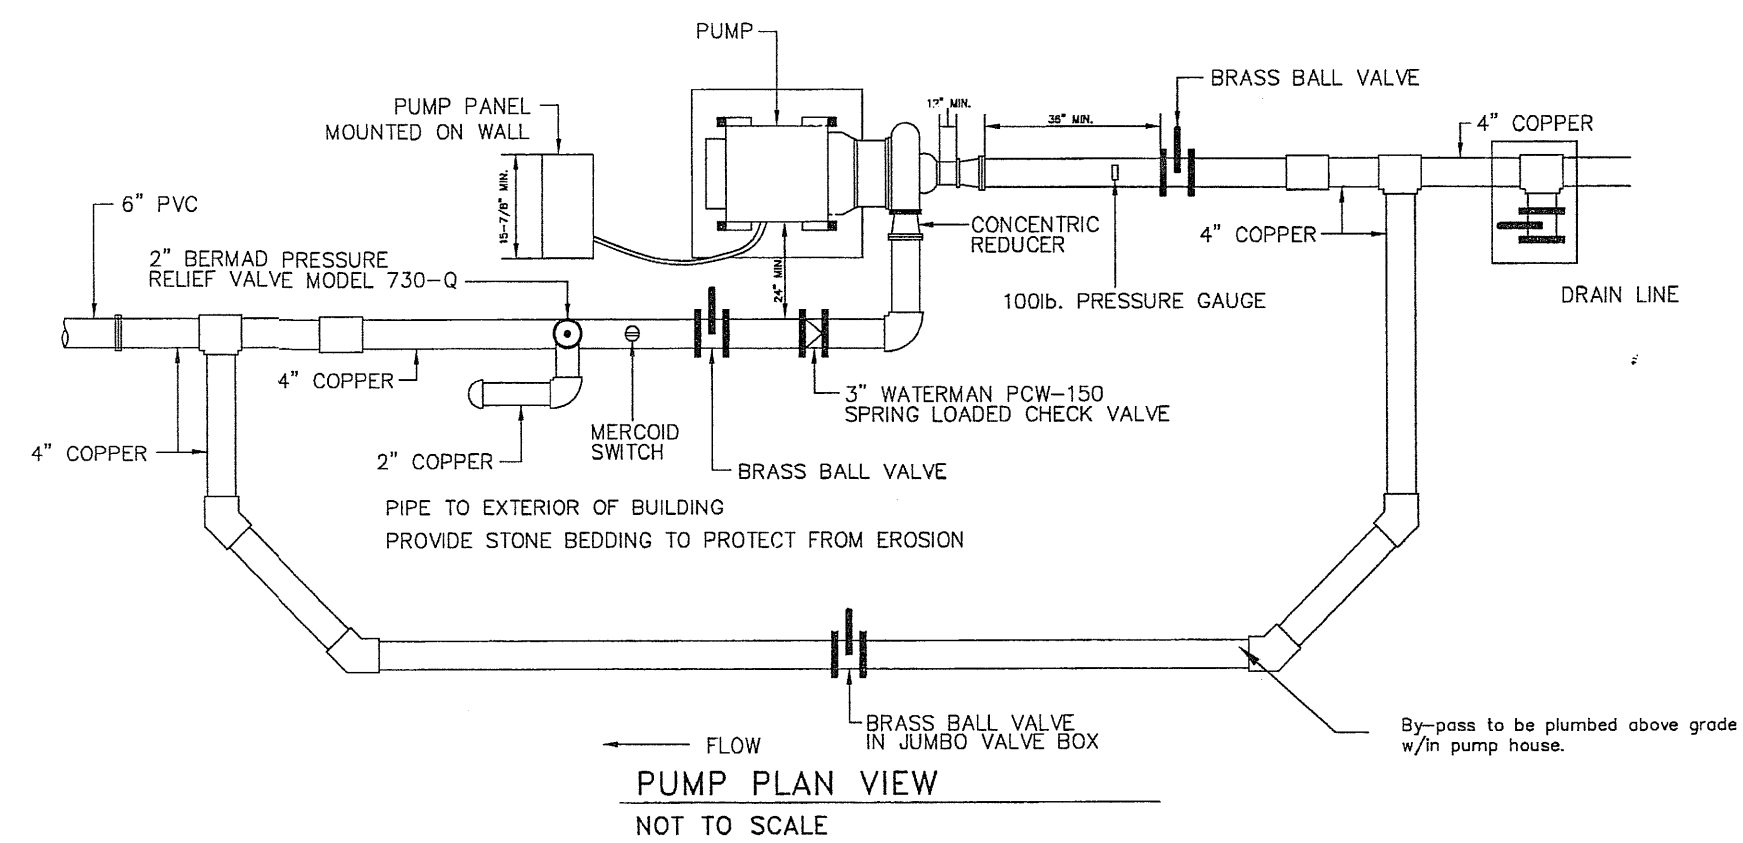 PUMP
BRASS BALL VALVE
PUMP PANEL
MOUNTED ON WALL
12" MIN.
36" MIN.
4" COPPER
15-7/8" MIN.
6" PVC
CONCENTRIC
REDUCER
4" COPPER
2" BERMAD PRESSURE
RELIEF VALVE MODEL 730-Q
24" MIN.
100lb. PRESSURE GAUGE
DRAIN LINE
4" COPPER
3" WATERMAN PCW-150
SPRING LOADED CHECK VALVE
MERCOID
SWITCH
4" COPPER
2" COPPER
BRASS BALL VALVE
PIPE TO EXTERIOR OF BUILDING
PROVIDE STONE BEDDING TO PROTECT FROM EROSION
BRASS BALL VALVE
IN JUMBO VALVE BOX
By-pass to be plumbed above grade
w/in pump house.
FLOW
PUMP PLAN VIEW
NOT TO SCALE